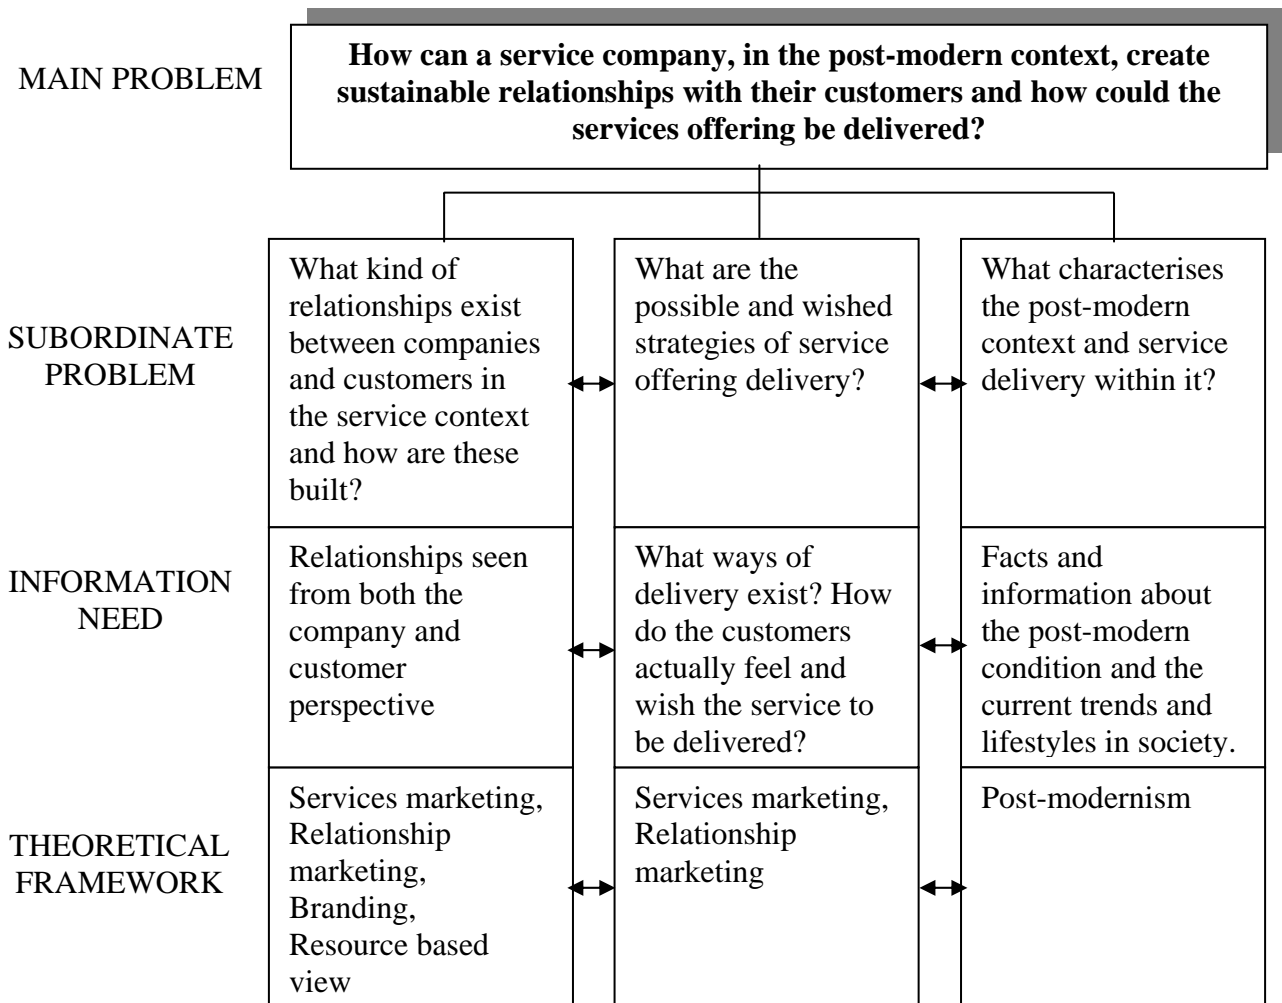 MAIN PROBLEM
How can a service company, in the post-modern context, create
sustainable relationships with their customers and how could the
services offering be delivered?
SUBORDINATE
PROBLEM
What kind of
relationships exist
between companies
and customers in
the service context
and how are these
built?
What are the
possible and wished
strategies of service
offering delivery?
What characterises
the post-modern
context and service
delivery within it?
INFORMATION
NEED
Relationships seen
from both the
company and
customer
perspective
What ways of
delivery exist? How
do the customers
actually feel and
wish the service to
be delivered?
Facts and
information about
the post-modern
condition and the
current trends and
lifestyles in society.
THEORETICAL
FRAMEWORK
Services marketing,
Relationship
marketing,
Branding,
Resource based
view
Services marketing,
Relationship
marketing
Post-modernism